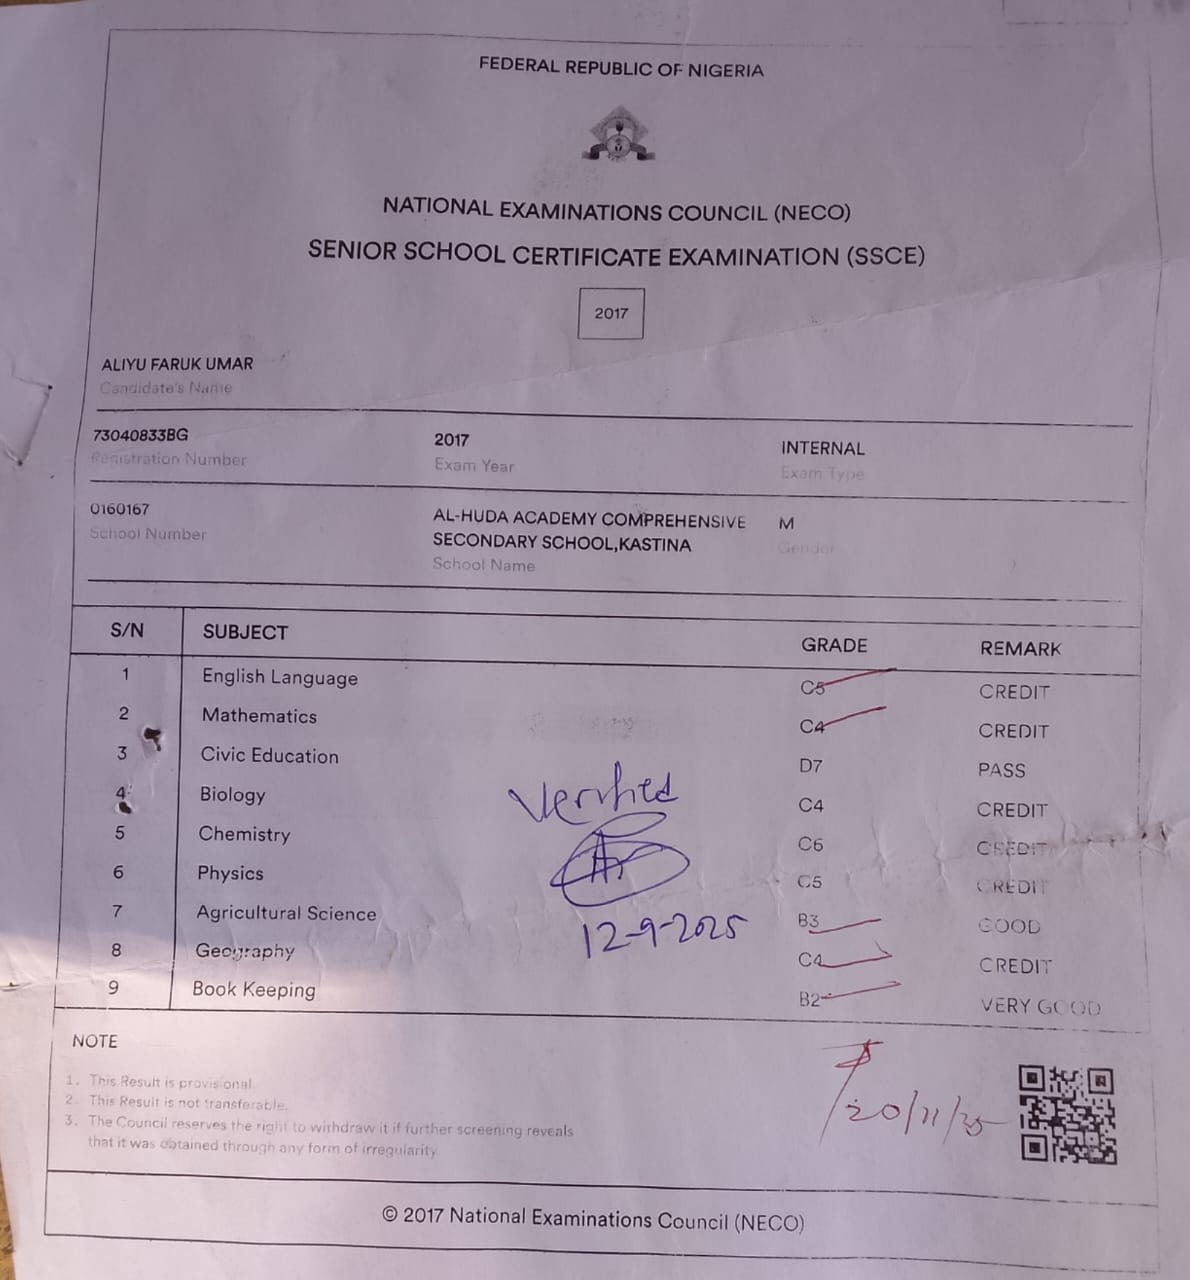 FEDERAL REPUBLIC OF NIGERIA
NATIONAL EXAMINATIONS COUNCIL (NECO)
SENIOR SCHOOL CERTIFICATE EXAMINATION (SSCE)
2017
ALIYU FARUK UMAR
Candidate's Name
73040833BG 2017 INTERNAL
Registration Number Exam Year Exam Type
0160167 AL-HUDA ACADEMY COMPREHENSIVE M
School Number SECONDARY SCHOOL,KASTINA Gender
School Name
S/N SUBJECT GRADE REMARK
1 English Language C5 CREDIT
2 Mathematics C4 CREDIT
3 Civic Education D7 PASS
4 Biology C4 CREDIT
5 Chemistry C6 CREDIT
6 Physics C5 CREDIT
7 Agricultural Science B3 GOOD
8 Geography C4 CREDIT
9 Book Keeping B2 VERY GOOD
Verified
12-9-2025
NOTE
1. This Result is provisional.
2. This Result is not transferable.
3. The Council reserves the right to withdraw it if further screening reveals
that it was obtained through any form of irregularity.
20/11/25
© 2017 National Examinations Council (NECO)